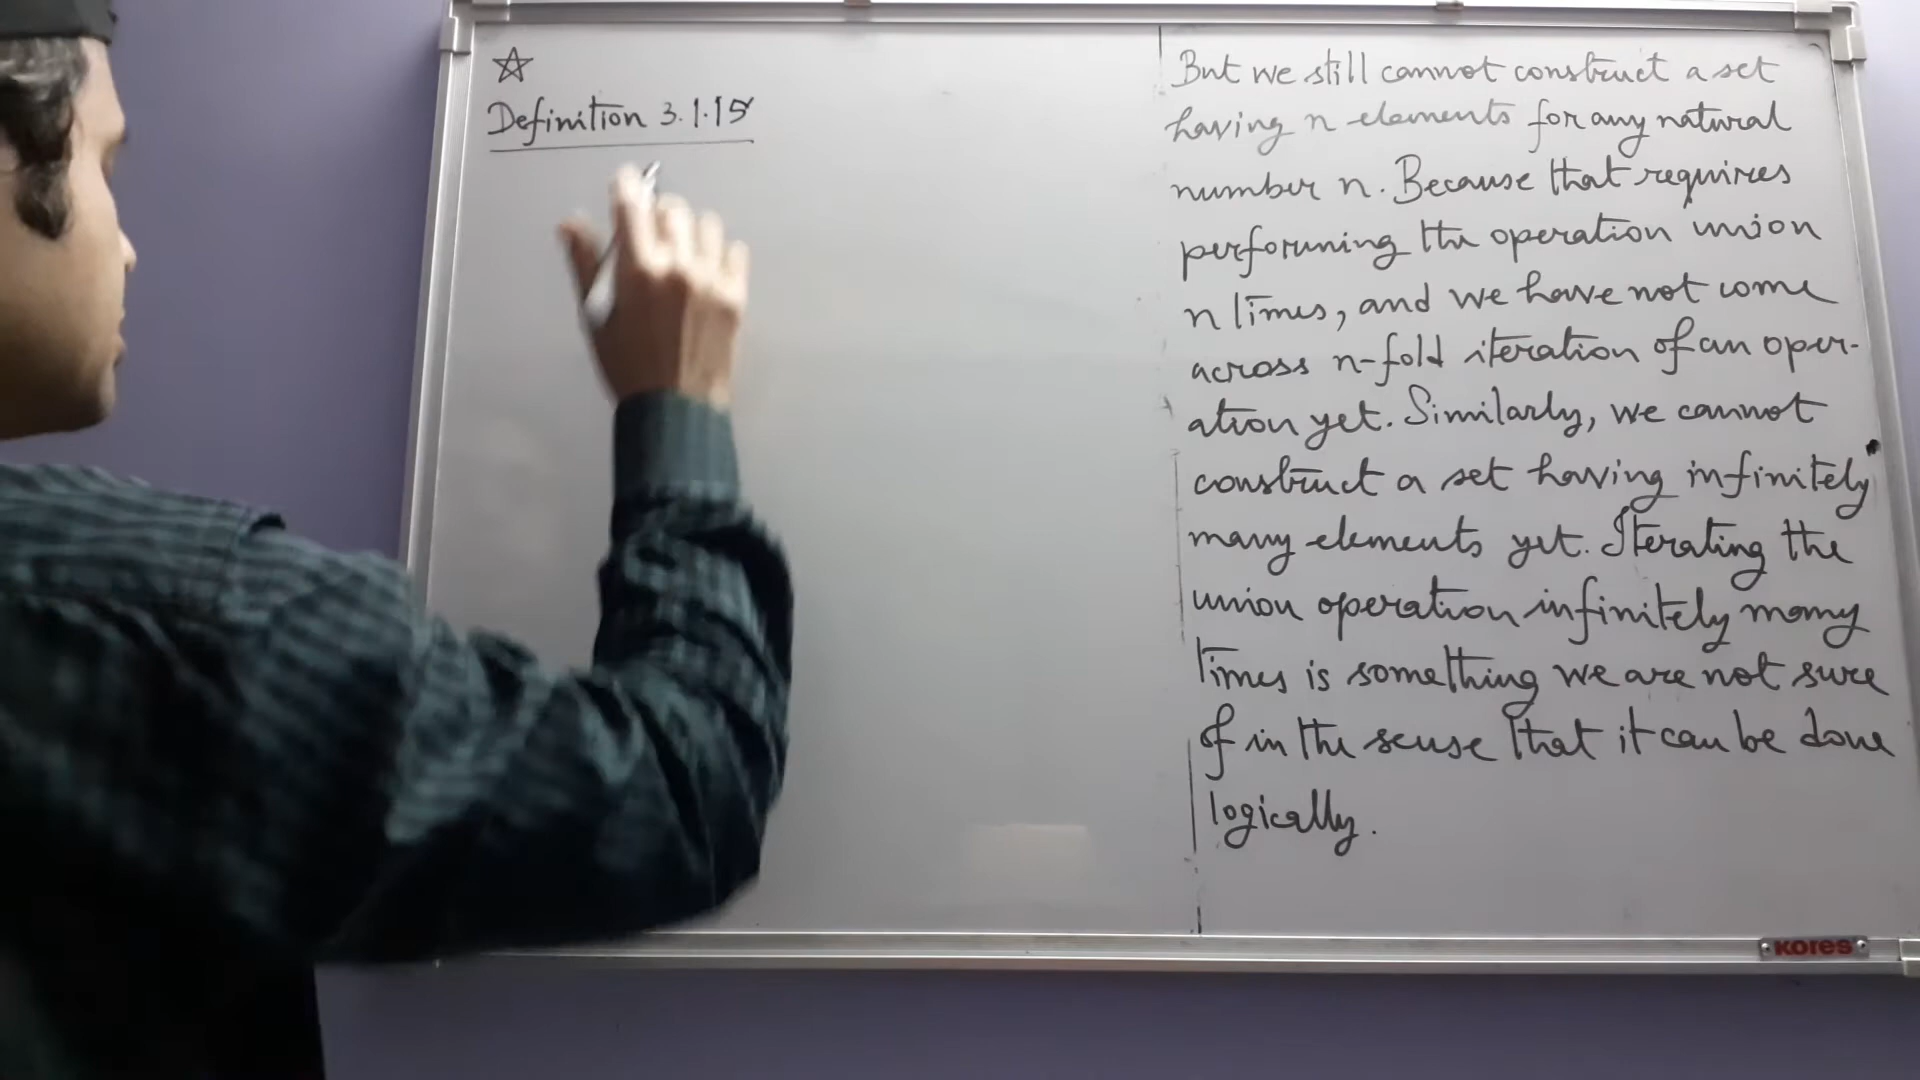 Definition 3.1.15
But we still cannot construct a set
having n elements for any natural
number n. Because that requires
performing the operation union
n times, and we have not come
across n-fold iteration of an oper-
ation yet. Similarly, we cannot
construct a set having infinitely
many elements yet. Iterating the
union operation infinitely many
times is something we are not sure
of in the sense that it can be done
logically.
KORES